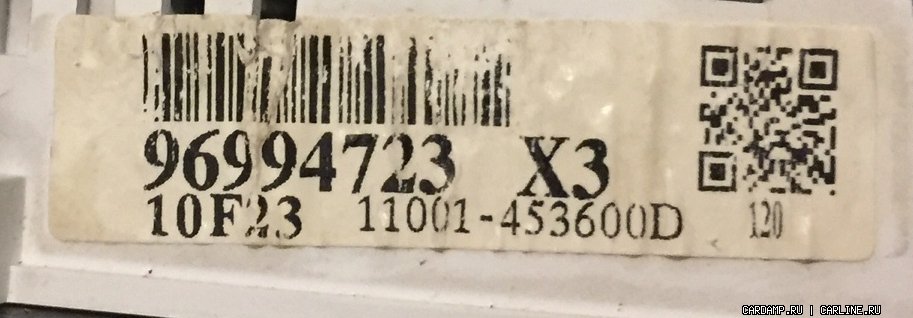 96994723 X3
10F23 11001-453600D 120
CARDAMP.RU | CARLINE.RU